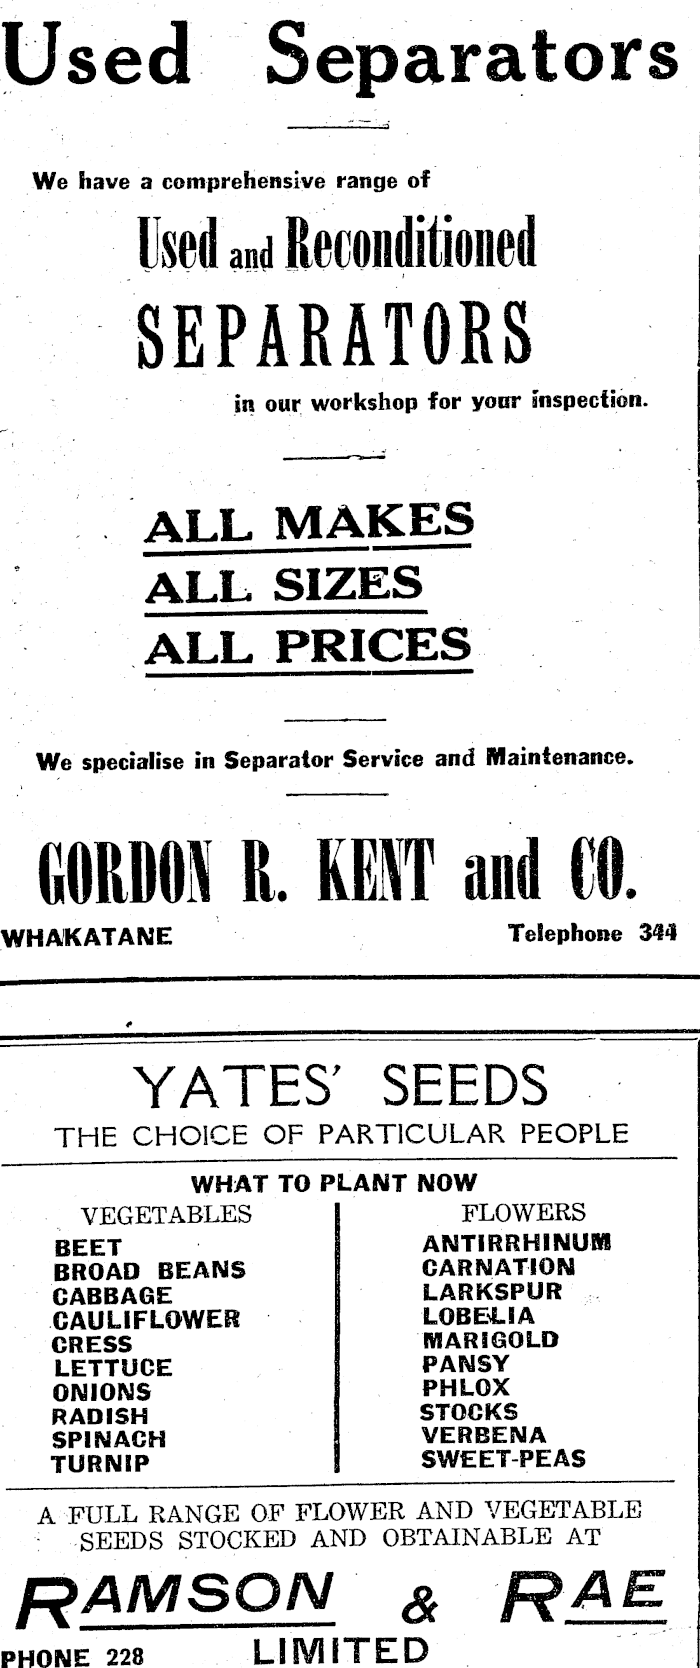 Used Separators
We have a comprehensive range of
Used and Reconditioned
SEPARATORS
in our workshop for your inspection.
ALL MAKES
ALL SIZES
ALL PRICES
We specialise in Separator Service and Maintenance.
GORDON R. KENT and CO.
WHAKATANE Telephone 344
YATES' SEEDS
THE CHOICE OF PARTICULAR PEOPLE
WHAT TO PLANT NOW
VEGETABLES
BEET
BROAD BEANS
CABBAGE
CAULIFLOWER
CRESS
LETTUCE
ONIONS
RADISH
SPINACH
TURNIP
FLOWERS
ANTIRRHINUM
CARNATION
LARKSPUR
LOBELIA
MARIGOLD
PANSY
PHLOX
STOCKS
VERBENA
SWEET-PEAS
A FULL RANGE OF FLOWER AND VEGETABLE
SEEDS STOCKED AND OBTAINABLE AT
RAMSON & RAE
PHONE 228 LIMITED